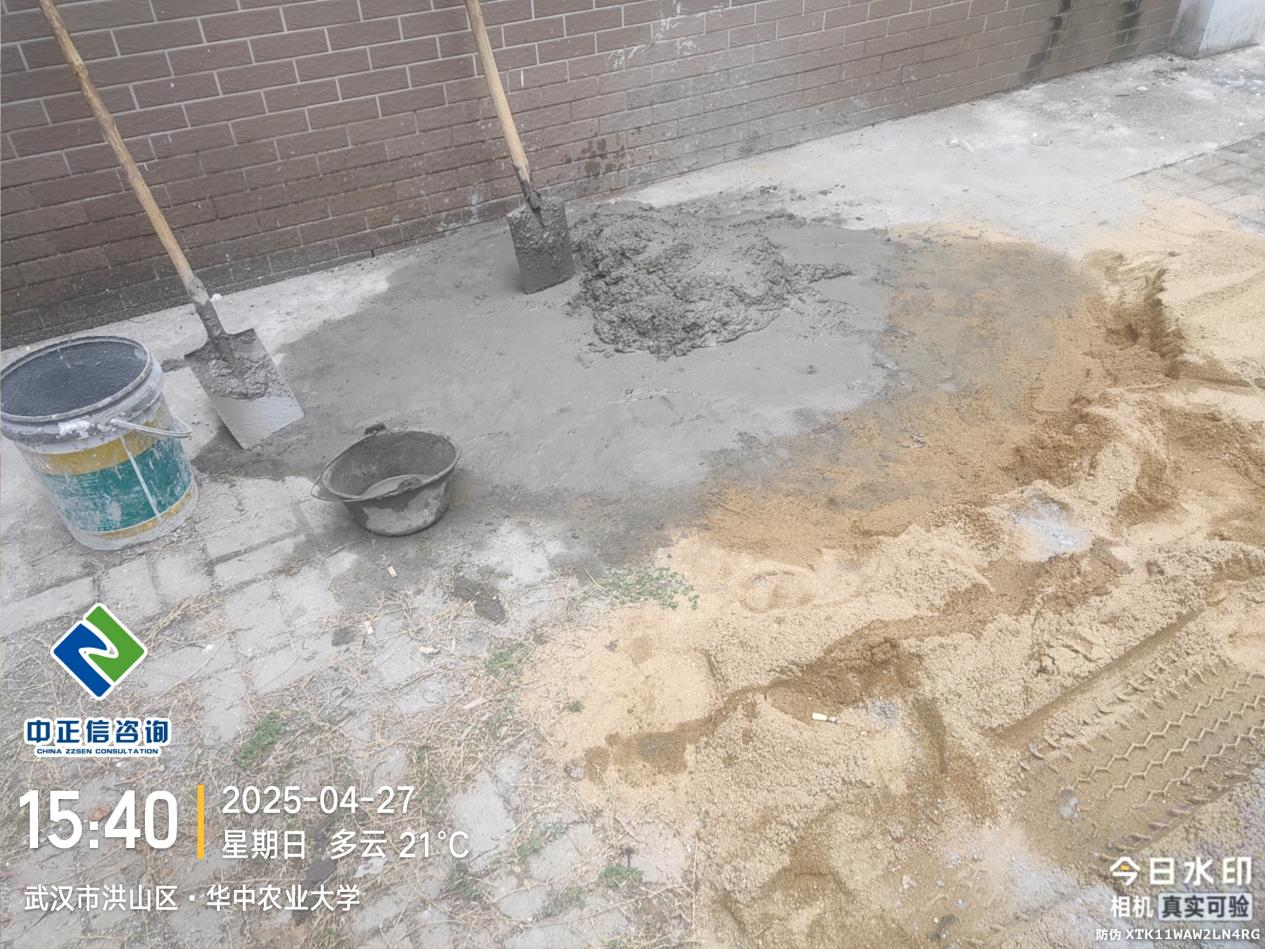 中正信咨询
CHINA ZZSEN CONSULTATION
15:40
2025-04-27
星期日 多云 21°C
武汉市洪山区·华中农业大学
今日水印
相机 真实可验
防伪 XTK11WAW2LN4RG